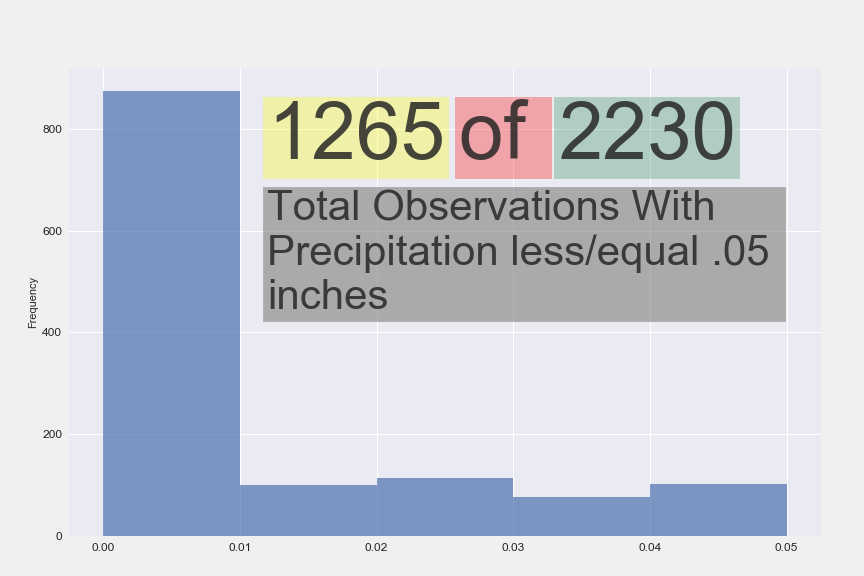 1265 of 2230
Total Observations With
Precipitation less/equal .05
inches
Frequency
800
600
400
200
0
0.00 0.01 0.02 0.03 0.04 0.05